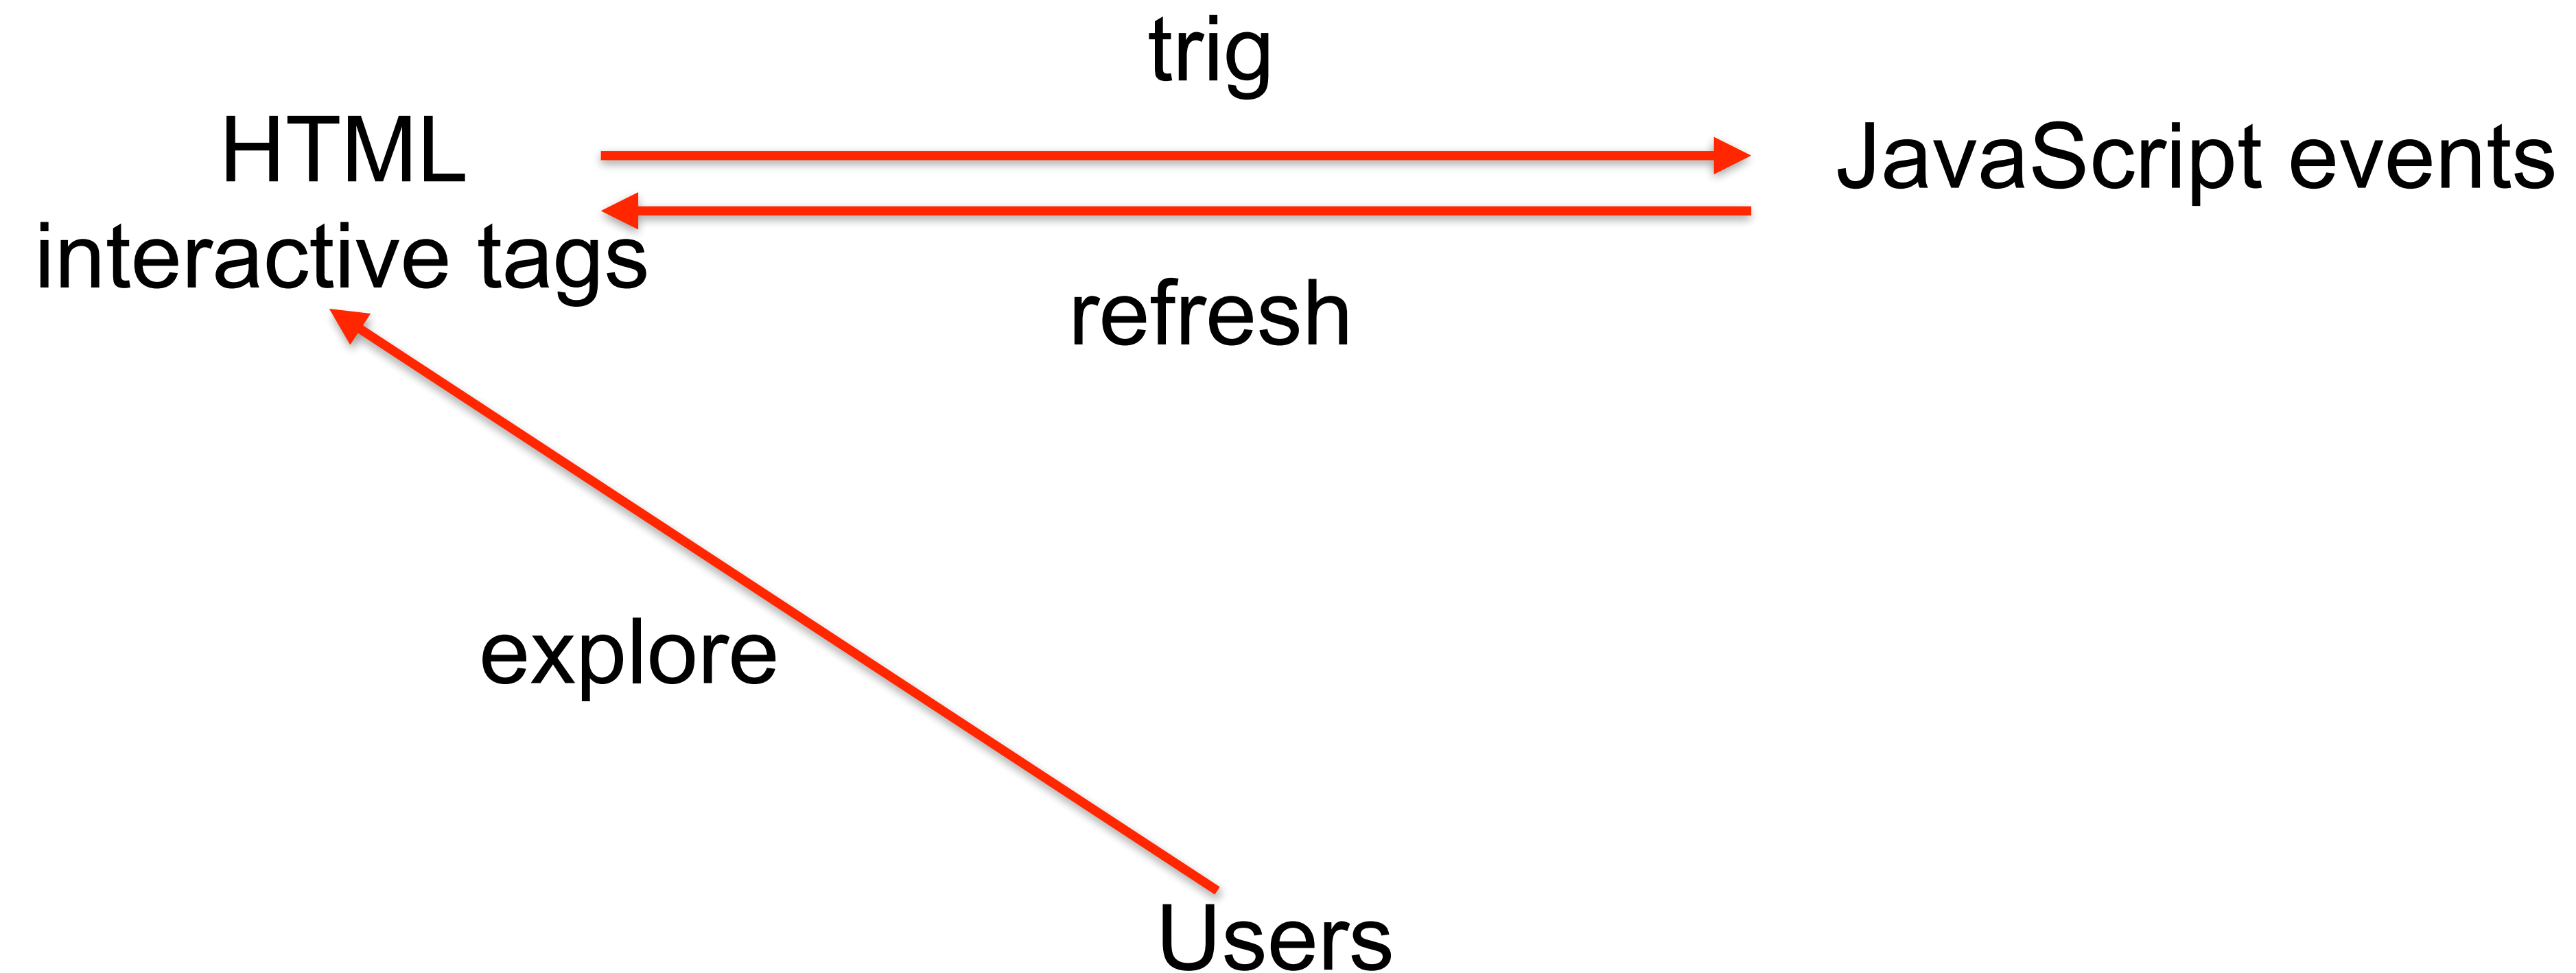 trig
HTML
interactive tags
JavaScript events
refresh
explore
Users